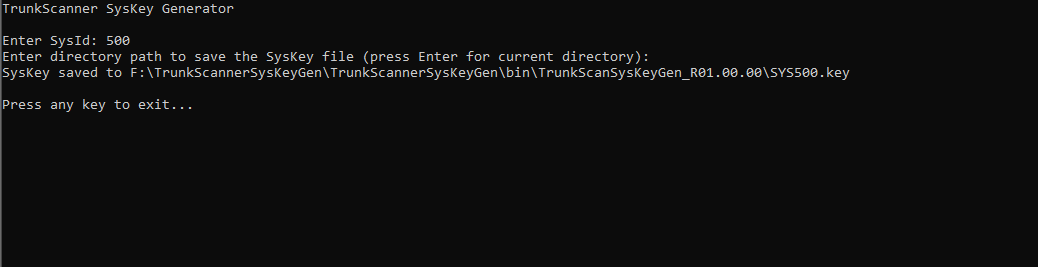 TrunkScanner SysKey Generator
Enter SysId: 500
Enter directory path to save the SysKey file (press Enter for current directory):
SysKey saved to F:\TrunkScannerSysKeyGen\TrunkScannerSysKeyGen\bin\TrunkScanSysKeyGen_R01.00.00\SYS500.key
Press any key to exit...